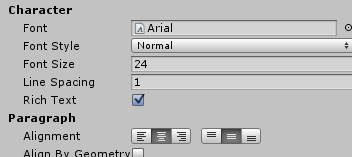 Character
Font Arial
Font Style Normal
Font Size 24
Line Spacing 1
Rich Text
Paragraph
Alignment
Align By Geometry